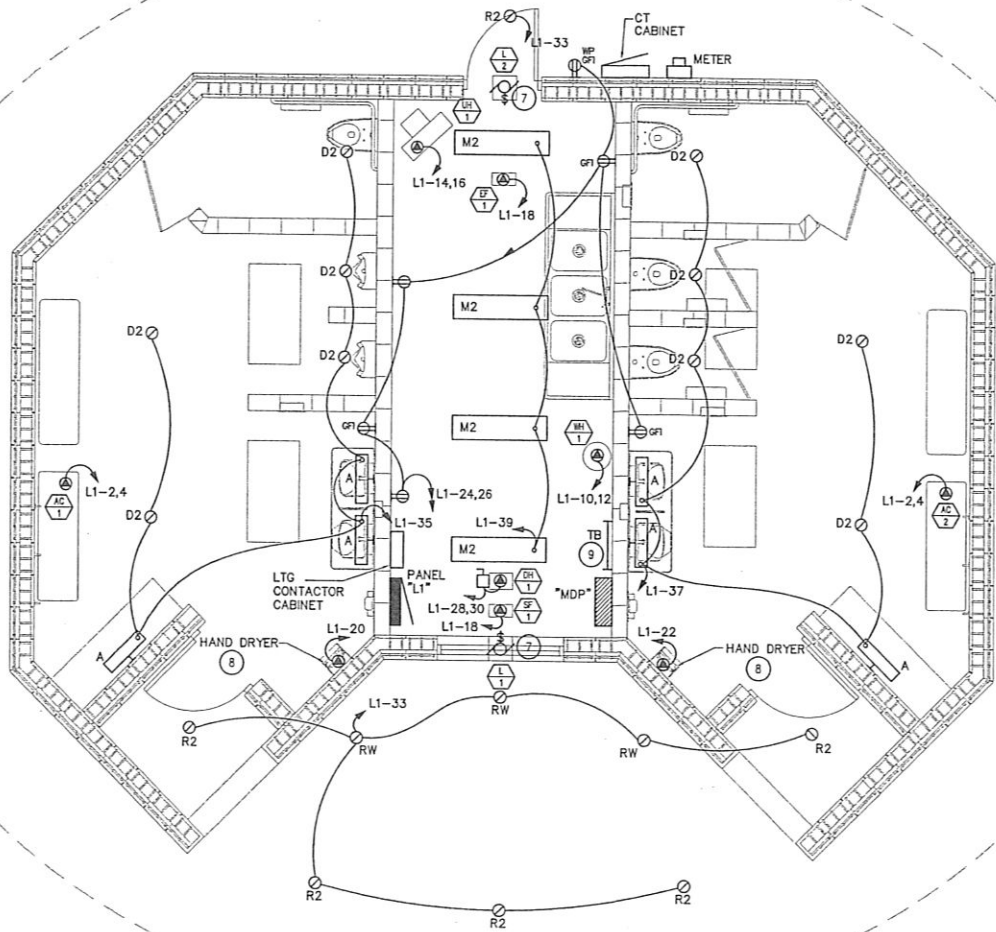 R2
L1-33
CT
CABINET
METER
WP
GFI
L
2
7
UH
1
M2
D2
L1-14,16
EF
1
L1-18
GFI
D2
D2
D2
M2
D2
D2
D2
D2
D2
GFI
M2
WH
1
GFI
L1-2,4
AC
1
A
L1-24,26
L1-10,12
A
L1-2,4
AC
2
D2
A
L1-35
L1-39
TB
9
A
D2
LTG
CONTACTOR
CABINET
PANEL
"L1"
M2
DH
1
L1-28,30
SF
1
L1-18
"MDP"
L1-37
A
HAND DRYER
8
L1-20
7
L
1
L1-22
HAND DRYER
8
A
R2
L1-33
RW
RW
RW
R2
R2
R2
R2